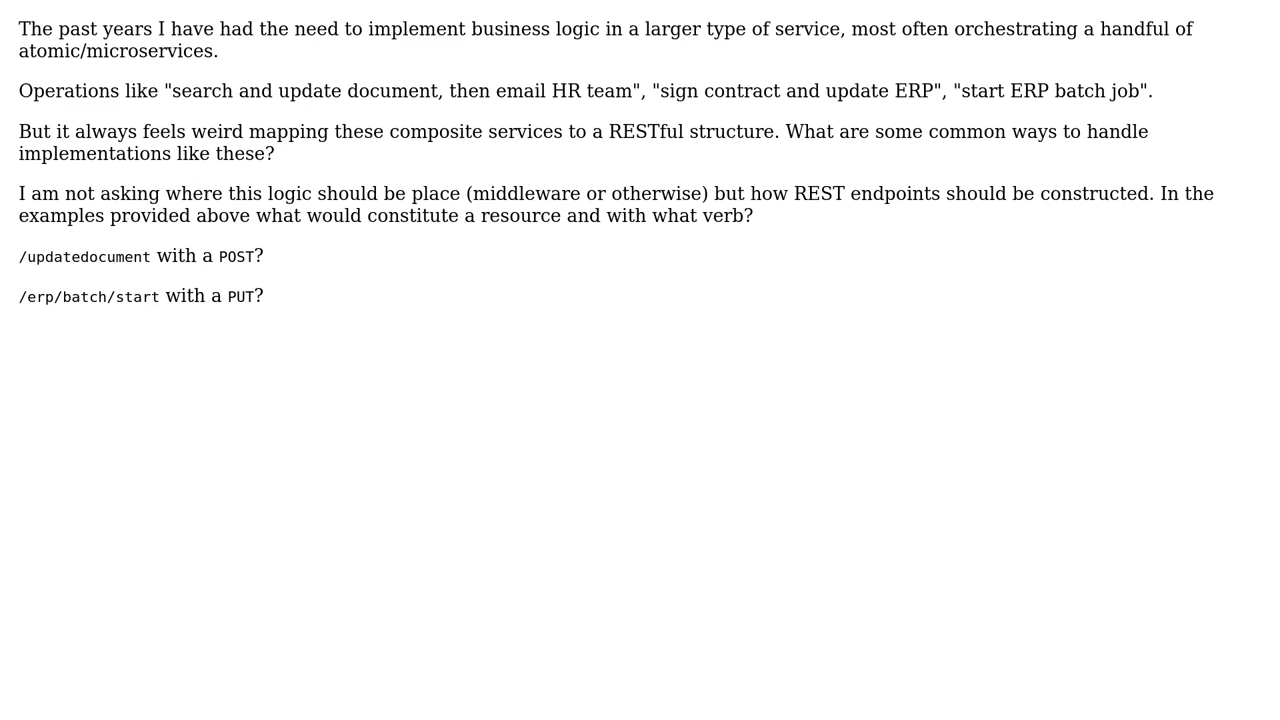 The past years I have had the need to implement business logic in a larger type of service, most often orchestrating a handful of
atomic/microservices.
Operations like "search and update document, then email HR team", "sign contract and update ERP", "start ERP batch job".
But it always feels weird mapping these composite services to a RESTful structure. What are some common ways to handle
implementations like these?
I am not asking where this logic should be place (middleware or otherwise) but how REST endpoints should be constructed. In the
examples provided above what would constitute a resource and with what verb?
/updatedocument with a POST?
/erp/batch/start with a PUT?